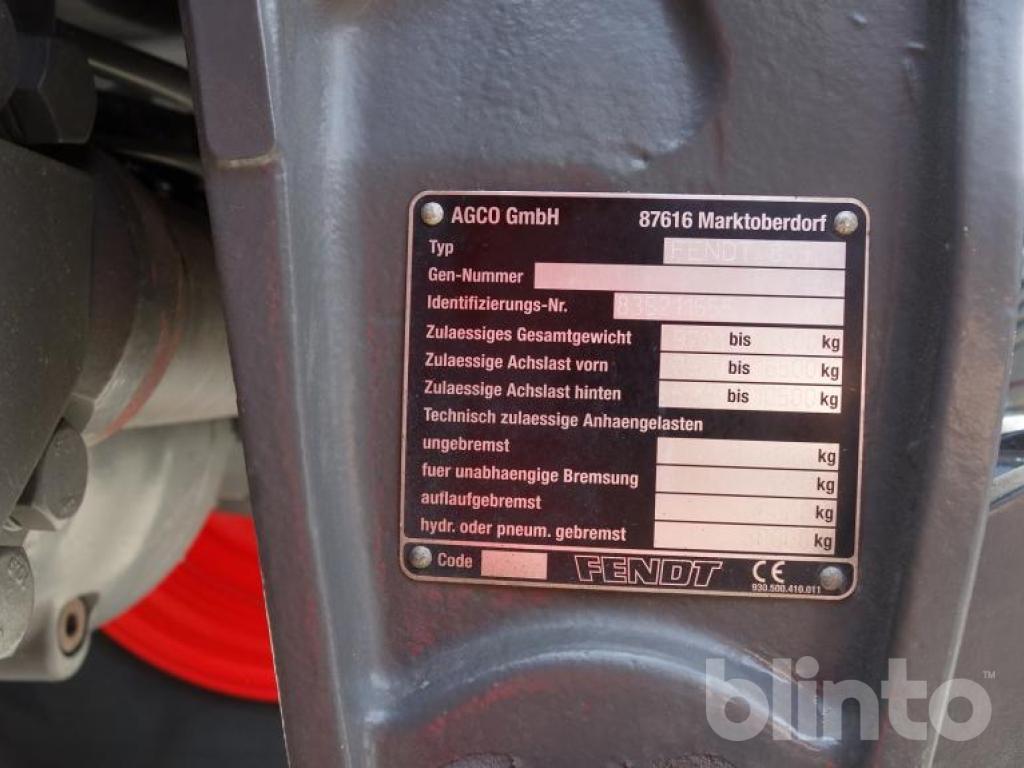 AGCO GmbH 87616 Marktoberdorf
Typ FENDT
Gen-Nummer
Identifizierungs-Nr.
Zulaessiges Gesamtgewicht bis kg
Zulaessige Achslast vorn bis kg
Zulaessige Achslast hinten bis kg
Technisch zulaessige Anhaengelasten
ungebremst kg
fuer unabhaengige Bremsung kg
auflaufgebremst kg
hydr. oder pneum. gebremst kg
Code FENDT CE
930.500.410.011
blinto™